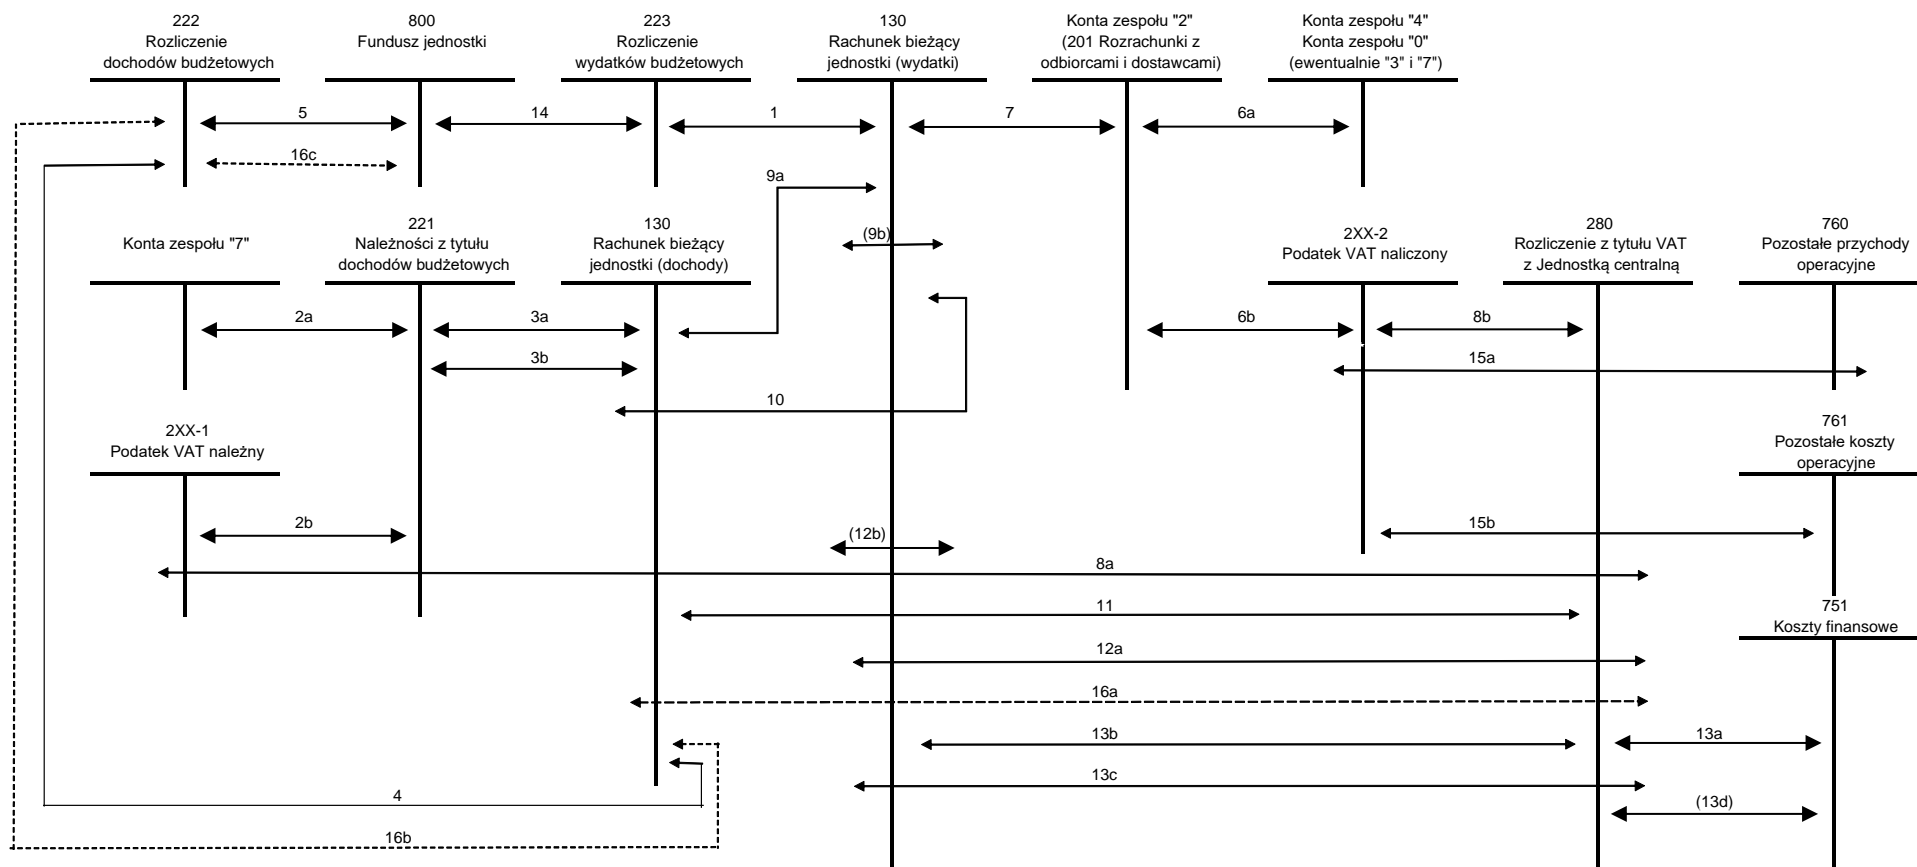 222
Rozliczenie
dochodów budżetowych
800
Fundusz jednostki
223
Rozliczenie
wydatków budżetowych
130
Rachunek bieżący
jednostki (wydatki)
Konta zespołu "2"
(201 Rozrachunki z
odbiorcami i dostawcami)
Konta zespołu "4"
Konta zespołu "0"
(ewentualnie "3" i "7")
5
14
1
7
6a
16c
9a
Konta zespołu "7"
221
Należności z tytułu
dochodów budżetowych
130
Rachunek bieżący
jednostki (dochody)
(9b)
2XX-2
Podatek VAT naliczony
280
Rozliczenie z tytułu VAT
z Jednostką centralną
760
Pozostałe przychody
operacyjne
2a
3a
6b
8b
3b
15a
10
2XX-1
Podatek VAT należny
761
Pozostałe koszty
operacyjne
2b
(12b)
15b
8a
11
751
Koszty finansowe
12a
16a
13b
13a
13c
4
(13d)
16b